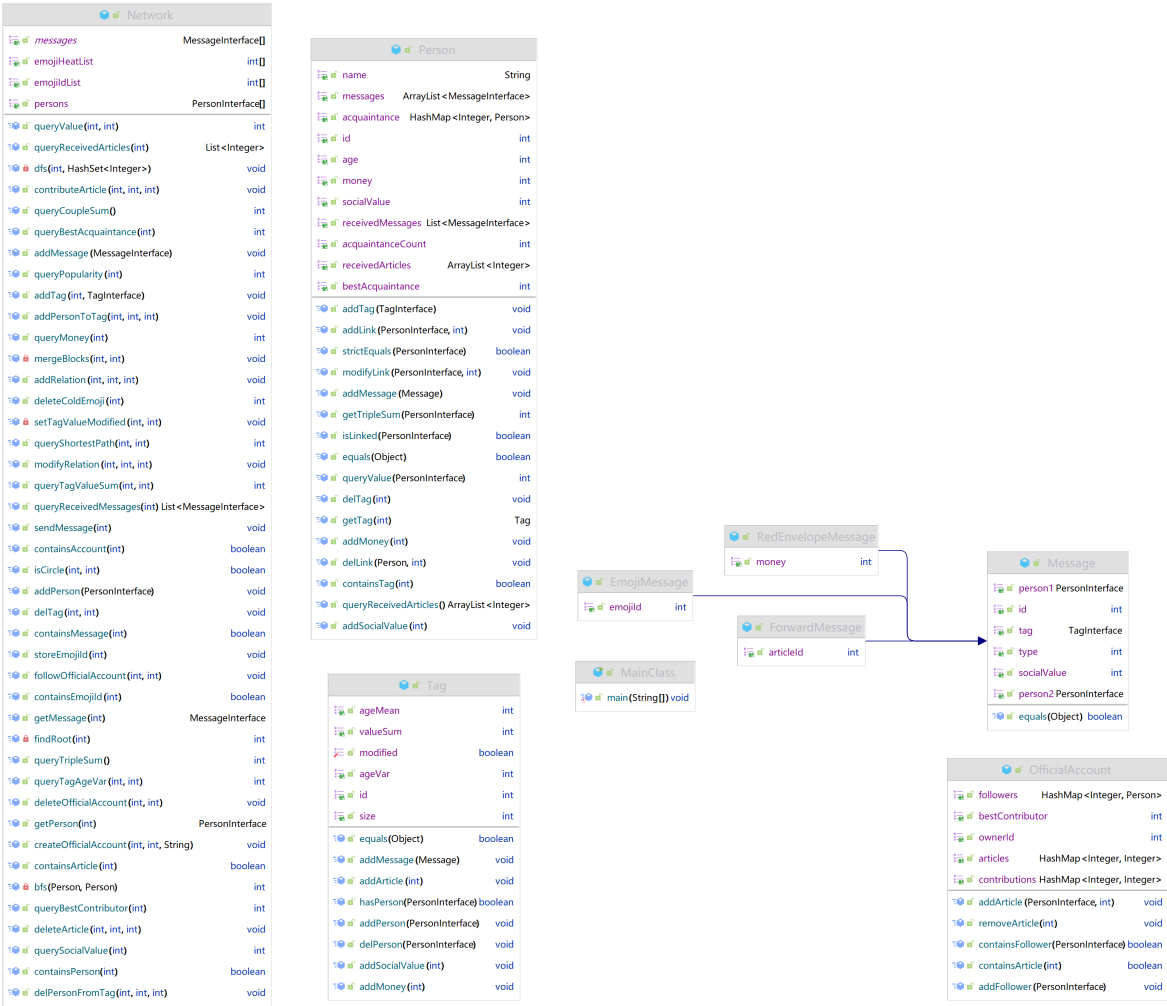 Network
messages MessageInterface[]
emojiHeatList int[]
emojiIdList int[]
persons PersonInterface[]
queryValue(int, int) int
queryReceivedArticles(int) List<Integer>
dfs(int, HashSet<Integer>) void
contributeArticle(int, int, int) void
queryCoupleSum() int
queryBestAcquaintance(int) int
addMessage(MessageInterface) void
queryPopularity(int) int
addTag(int, TagInterface) void
addPersonToTag(int, int, int) void
queryMoney(int) int
mergeBlocks(int, int) void
addRelation(int, int, int) void
deleteColdEmoji(int) int
setTagValueModified(int, int) void
queryShortestPath(int, int) int
modifyRelation(int, int, int) void
queryTagValueSum(int, int) int
queryReceivedMessages(int) List<MessageInterface>
sendMessage(int) void
containsAccount(int) boolean
isCircle(int, int) boolean
addPerson(PersonInterface) void
delTag(int, int) void
containsMessage(int) boolean
storeEmojiId(int) void
followOfficialAccount(int, int) void
containsEmojiId(int) boolean
getMessage(int) MessageInterface
findRoot(int) int
queryTripleSum() int
queryTagAgeVar(int, int) int
deleteOfficialAccount(int, int) void
getPerson(int) PersonInterface
createOfficialAccount(int, int, String) void
containsArticle(int) boolean
bfs(Person, Person) int
queryBestContributor(int) int
deleteArticle(int, int, int) void
querySocialValue(int) int
containsPerson(int) boolean
delPersonFromTag(int, int, int) void
Person
name String
messages ArrayList<MessageInterface>
acquaintance HashMap<Integer, Person>
id int
age int
money int
socialValue int
receivedMessages List<MessageInterface>
acquaintanceCount int
receivedArticles ArrayList<Integer>
bestAcquaintance int
addTag(TagInterface) void
addLink(PersonInterface, int) void
strictEquals(PersonInterface) boolean
modifyLink(PersonInterface, int) void
addMessage(Message) void
getTripleSum(PersonInterface) int
isLinked(PersonInterface) boolean
equals(Object) boolean
queryValue(PersonInterface) int
delTag(int) void
getTag(int) Tag
addMoney(int) void
delLink(Person, int) void
containsTag(int) boolean
queryReceivedArticles() ArrayList<Integer>
addSocialValue(int) void
Tag
ageMean int
valueSum int
modified boolean
ageVar int
id int
size int
equals(Object) boolean
addMessage(Message) void
addArticle(int) void
hasPerson(PersonInterface) boolean
addPerson(PersonInterface) void
delPerson(PersonInterface) void
addSocialValue(int) void
addMoney(int) void
RedEnvelopeMessage
money int
EmojiMessage
emojiId int
ForwardMessage
articleId int
MainClass
main(String[]) void
Message
person1 PersonInterface
id int
tag TagInterface
type int
socialValue int
person2 PersonInterface
equals(Object) boolean
OfficialAccount
followers HashMap<Integer, Person>
bestContributor int
ownerId int
articles HashMap<Integer, Integer>
contributions HashMap<Integer, Integer>
addArticle(PersonInterface, int) void
removeArticle(int) void
containsFollower(PersonInterface) boolean
containsArticle(int) boolean
addFollower(PersonInterface) void